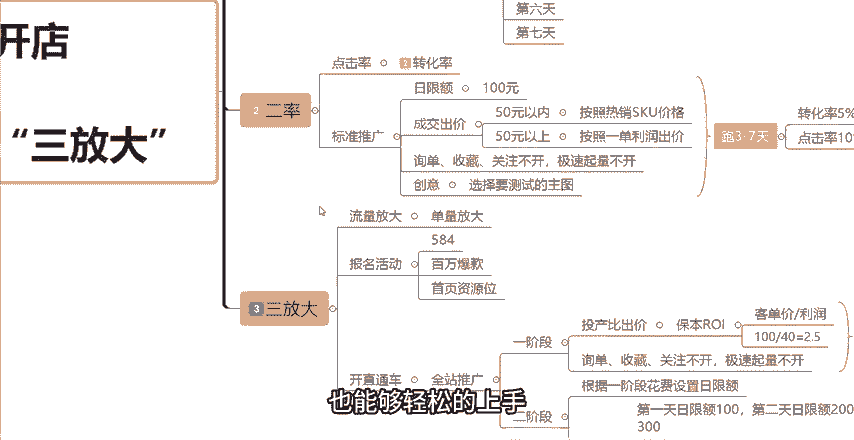 第六天
第七天
开店
“三放大”
2 二率
点击率
转化率
标准推广
日限额
100元
成交出价
50元以内
按照热销SKU价格
50元以上
按照一单利润出价
询单、收藏、关注不开，极速起量不开
创意
选择要测试的主图
跑3-7天
转化率5%
点击率10
3 三放大
流量放大
单量放大
报名活动
584
百万爆款
首页资源位
开直通车
全站推广
一阶段
投产比出价
保本ROI
客单价/利润
100/40=2.5
询单、收藏、关注不开，极速起量不开
二阶段
根据一阶段花费设置日限额
第一天日限额100，第二天日限额200
300
也能够轻松的上手